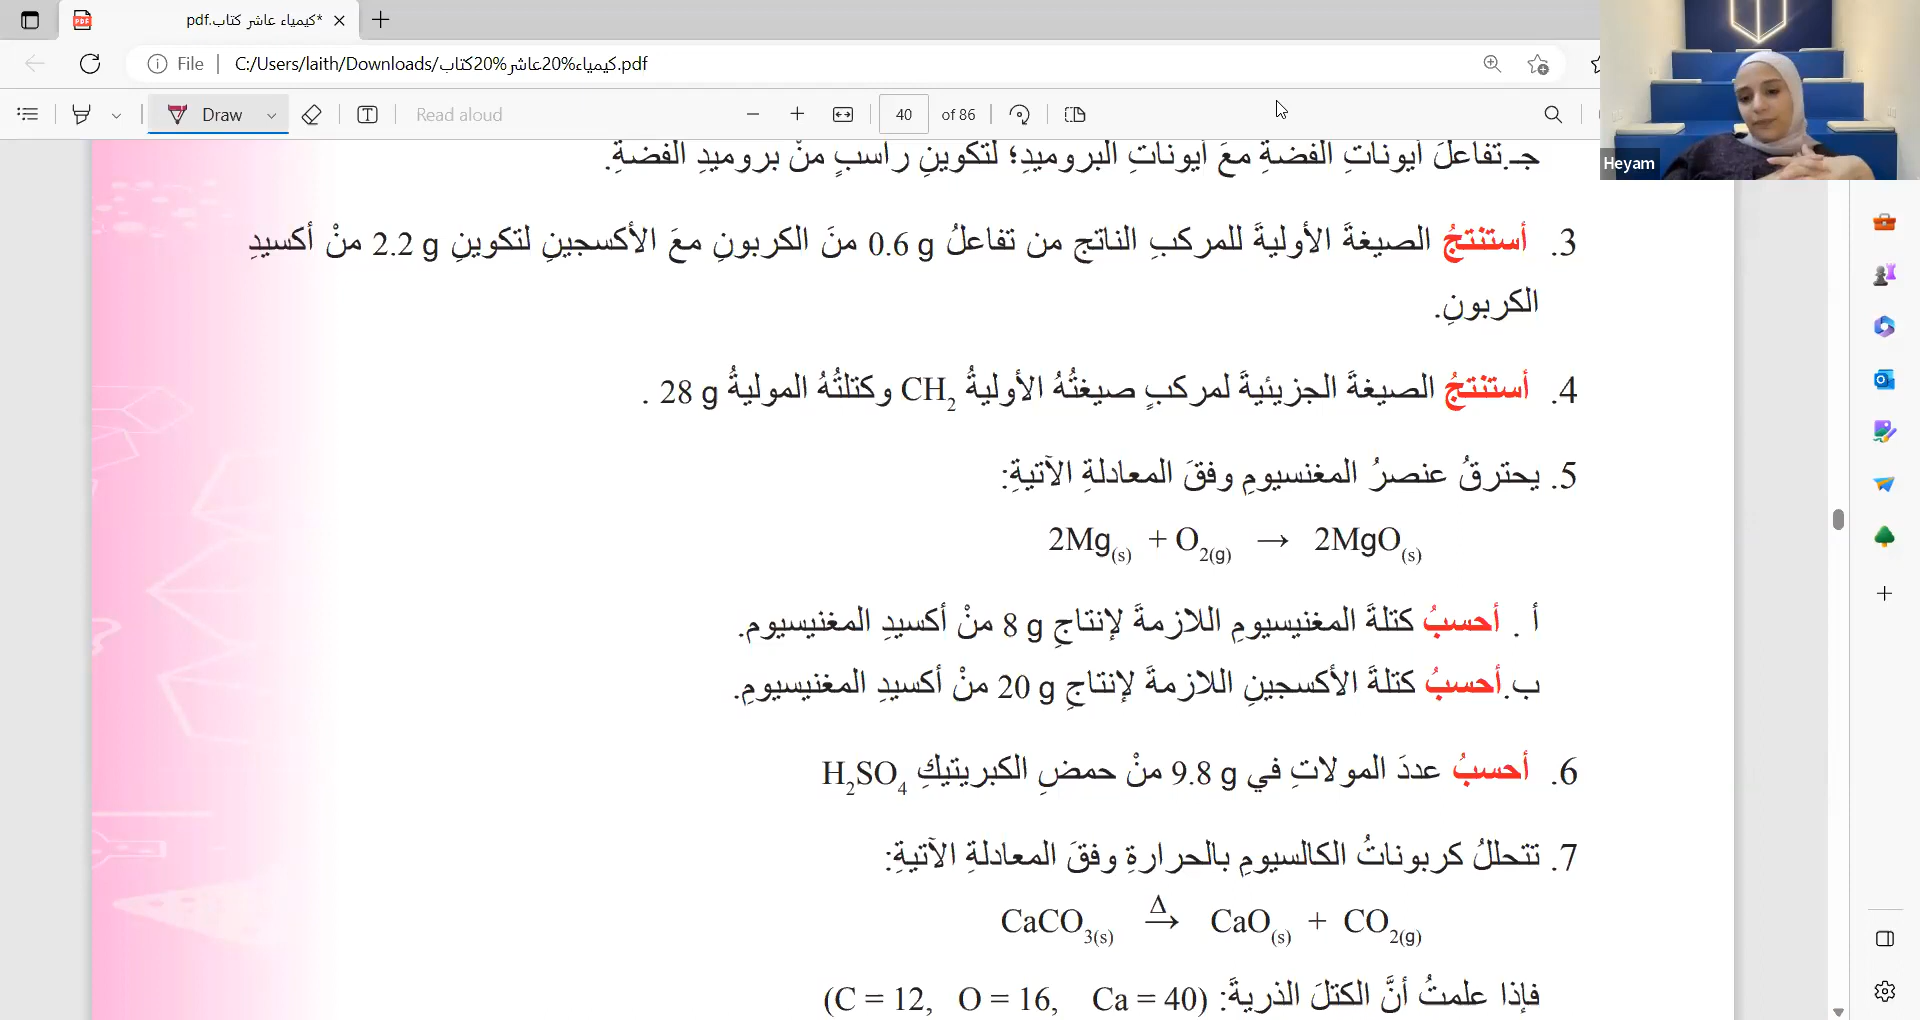 كيمياء عاشر كتاب.pdf*
File C:/Users/laith/Downloads/كيمياء%20عاشر%20كتاب.pdf
Draw Read aloud 40 of 86
Heyam
جـ.تفاعلَ أيوناتِ الفضةِ معَ أيوناتِ البروميدِ؛ لتكوينِ راسبٍ منْ بروميدِ الفضةِ.
3. أستنتجُ الصيغةَ الأوليةَ للمركبِ الناتج من تفاعلُ 0.6 g منَ الكربونِ معَ الأكسجينِ لتكوينِ 2.2 g منْ أكسيدِ
الكربونِ.
4. أستنتجُ الصيغةَ الجزيئيةَ لمركبٍ صيغتُهُ الأوليةُ CH₂ وكتلتُهُ الموليةُ 28 g .
5. يحترقُ عنصرُ المغنسيومِ وفقَ المعادلةِ الآتيةِ:
2Mg(s) + O₂(g) → 2MgO(s)
أ . أحسبُ كتلةَ المغنيسيومِ اللازمةَ لإنتاجِ 8 g منْ أكسيدِ المغنيسيوم.
ب.أحسبُ كتلةَ الأكسجينِ اللازمةَ لإنتاجِ 20 g منْ أكسيدِ المغنيسيومِ.
6. أحسبُ عددَ المولاتِ في 9.8 g منْ حمضِ الكبريتيكِ H₂SO₄
7. تتحللُ كربوناتُ الكالسيومِ بالحرارةِ وفقَ المعادلةِ الآتيةِ:
CaCO₃(s) Δ→ CaO(s) + CO₂(g)
فإذا علمتُ أنَّ الكتلَ الذريةَ: (C = 12, O = 16, Ca = 40)